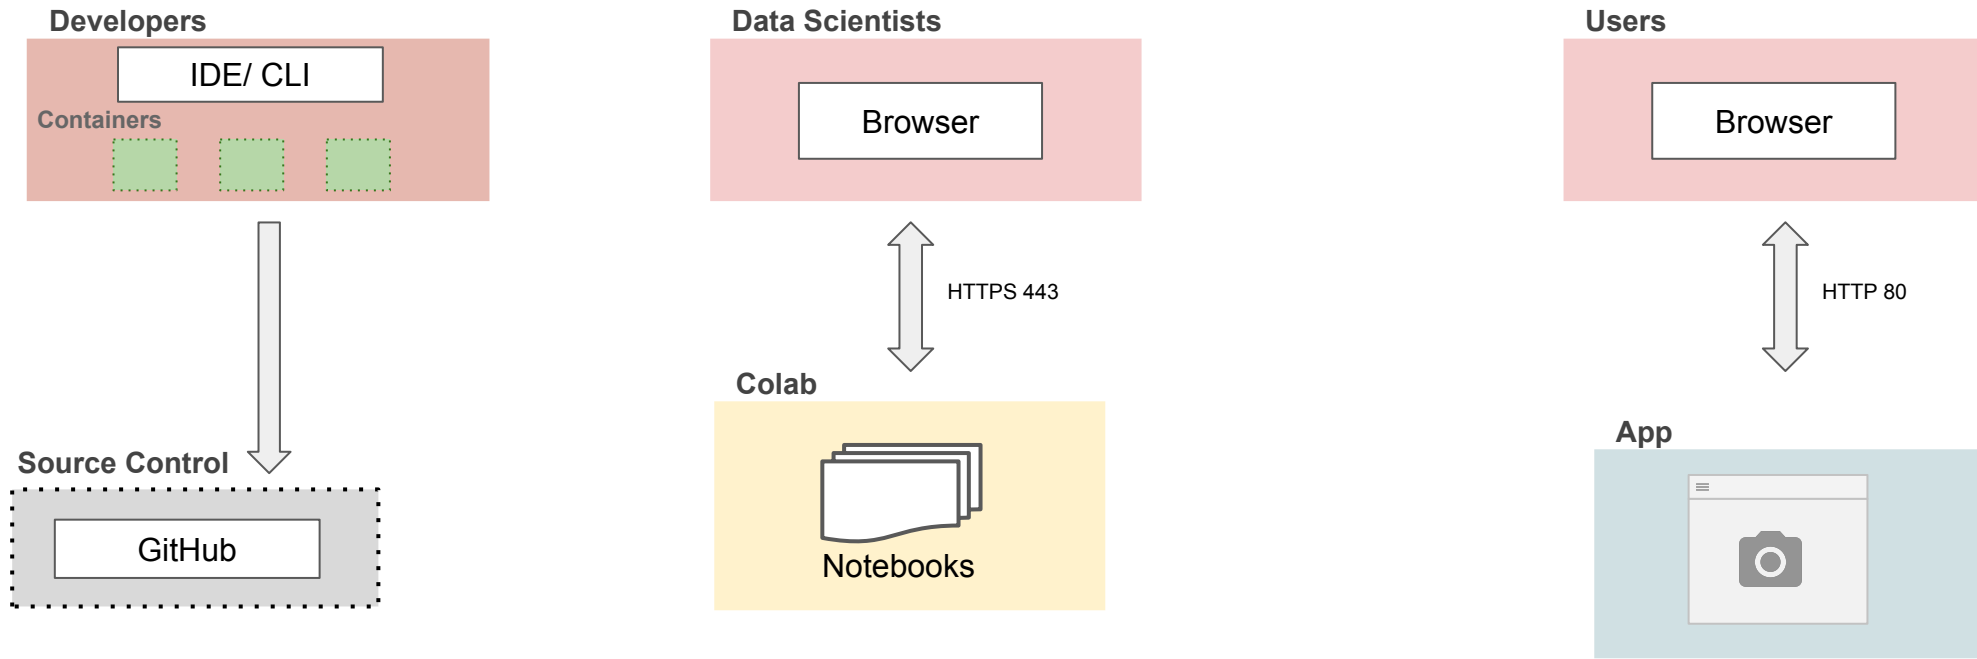 Developers
IDE/ CLI
Containers
Source Control
GitHub
Data Scientists
Browser
HTTPS 443
Colab
Notebooks
Users
Browser
HTTP 80
App